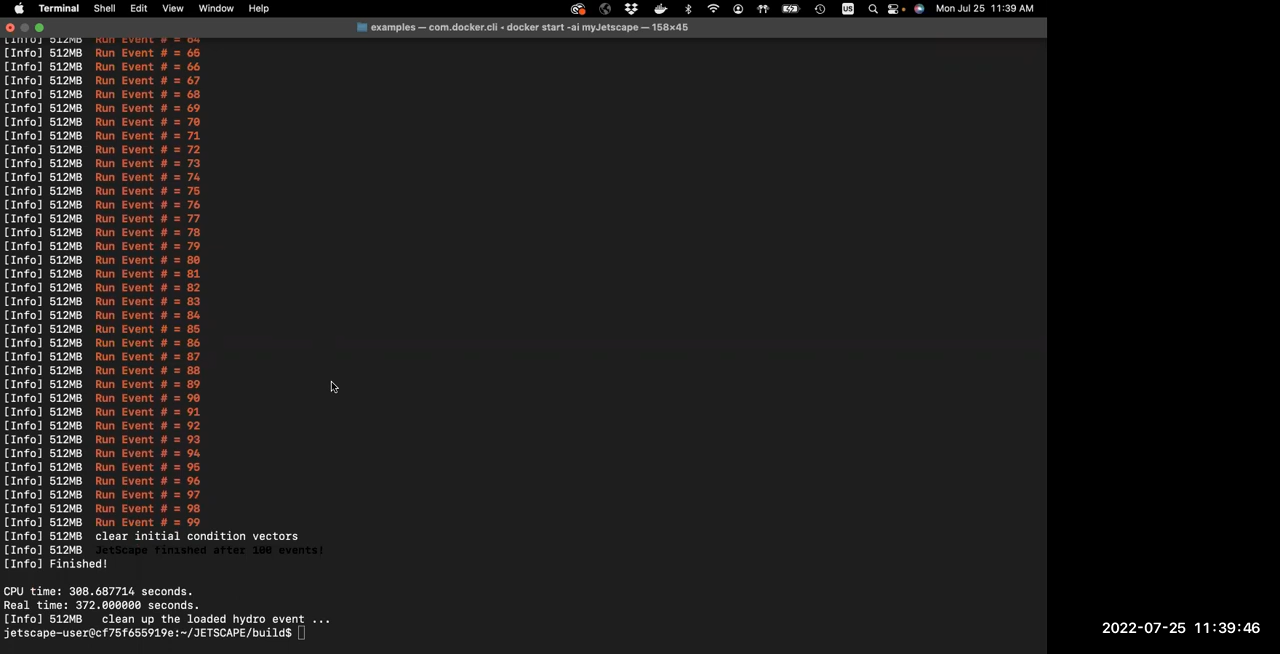 Terminal Shell Edit View Window Help US Mon Jul 25 11:39 AM
examples — com.docker.cli • docker start -ai myJetscape — 158×45
[Info] 512MB Run Event # = 64
[Info] 512MB Run Event # = 65
[Info] 512MB Run Event # = 66
[Info] 512MB Run Event # = 67
[Info] 512MB Run Event # = 68
[Info] 512MB Run Event # = 69
[Info] 512MB Run Event # = 70
[Info] 512MB Run Event # = 71
[Info] 512MB Run Event # = 72
[Info] 512MB Run Event # = 73
[Info] 512MB Run Event # = 74
[Info] 512MB Run Event # = 75
[Info] 512MB Run Event # = 76
[Info] 512MB Run Event # = 77
[Info] 512MB Run Event # = 78
[Info] 512MB Run Event # = 79
[Info] 512MB Run Event # = 80
[Info] 512MB Run Event # = 81
[Info] 512MB Run Event # = 82
[Info] 512MB Run Event # = 83
[Info] 512MB Run Event # = 84
[Info] 512MB Run Event # = 85
[Info] 512MB Run Event # = 86
[Info] 512MB Run Event # = 87
[Info] 512MB Run Event # = 88
[Info] 512MB Run Event # = 89
[Info] 512MB Run Event # = 90
[Info] 512MB Run Event # = 91
[Info] 512MB Run Event # = 92
[Info] 512MB Run Event # = 93
[Info] 512MB Run Event # = 94
[Info] 512MB Run Event # = 95
[Info] 512MB Run Event # = 96
[Info] 512MB Run Event # = 97
[Info] 512MB Run Event # = 98
[Info] 512MB Run Event # = 99
[Info] 512MB clear initial condition vectors
[Info] 512MB JetScape finished after 100 events!
[Info] Finished!
CPU time: 308.687714 seconds.
Real time: 372.000000 seconds.
[Info] 512MB clean up the loaded hydro event ...
jetscape-user@cf75f655919e:~/JETSCAPE/build$
2022-07-25 11:39:46